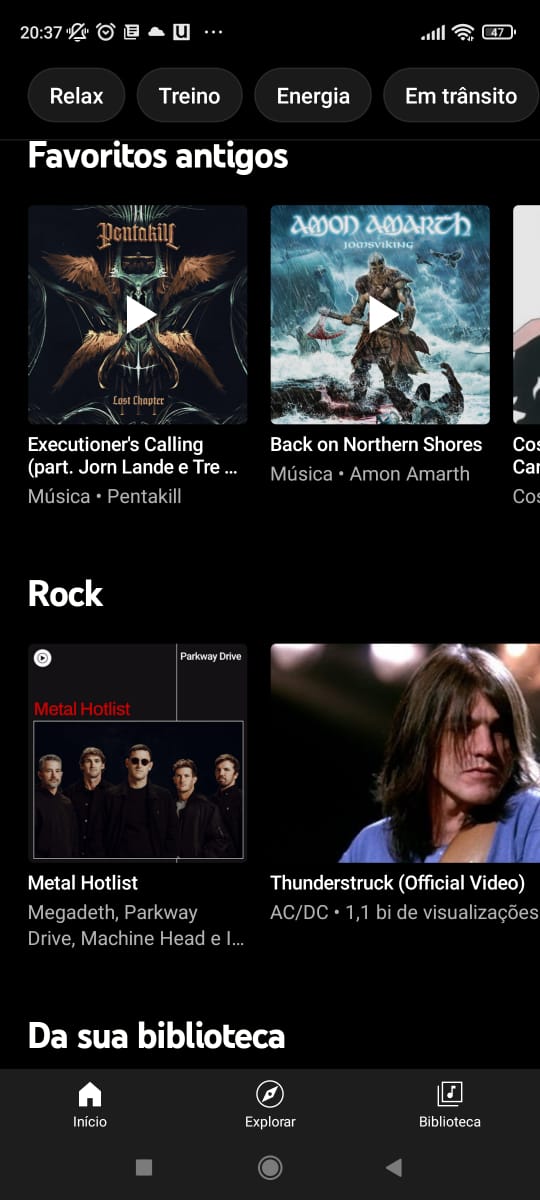 20:37
47
Relax
Treino
Energia
Em trânsito
Favoritos antigos
Pentakill
Lost Chapter
AMON AMARTH
JOMSVIKING
Executioner's Calling
(part. Jorn Lande e Tre ...
Música • Pentakill
Back on Northern Shores
Música • Amon Amarth
Cos
Car
Cos
Rock
Parkway Drive
Metal Hotlist
Metal Hotlist
Megadeth, Parkway
Drive, Machine Head e I...
Thunderstruck (Official Video)
AC/DC • 1,1 bi de visualizações
Da sua biblioteca
Início
Explorar
Biblioteca